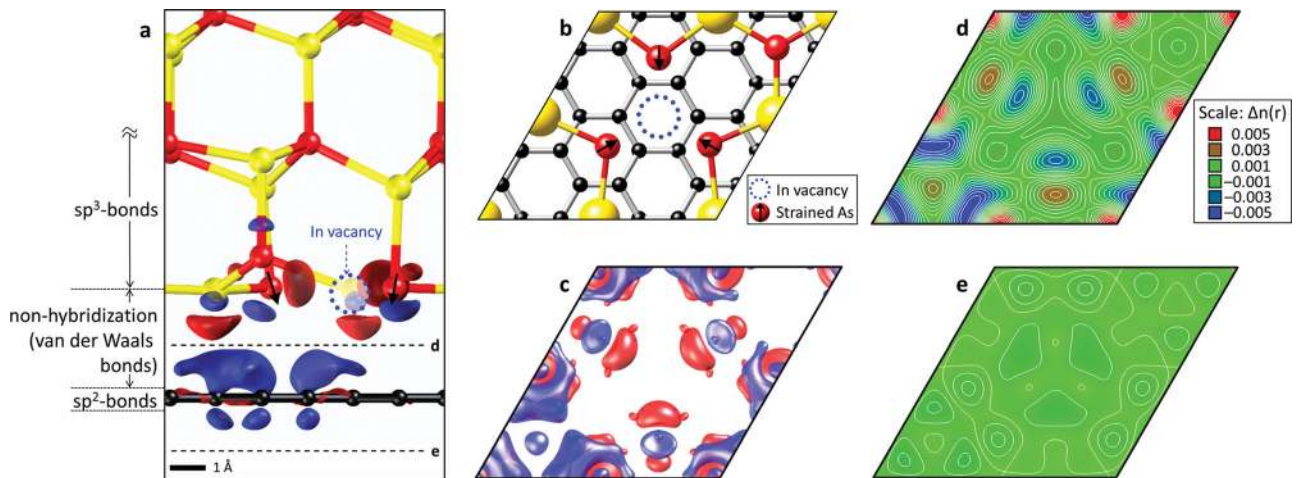 a
≈
sp³-bonds
In vacancy
non-hybridization
(van der Waals
bonds)
d
sp²-bonds
e
1 Å
b
In vacancy
Strained As
c
d
Scale: Δn(r)
0.005
0.003
0.001
−0.001
−0.003
−0.005
e